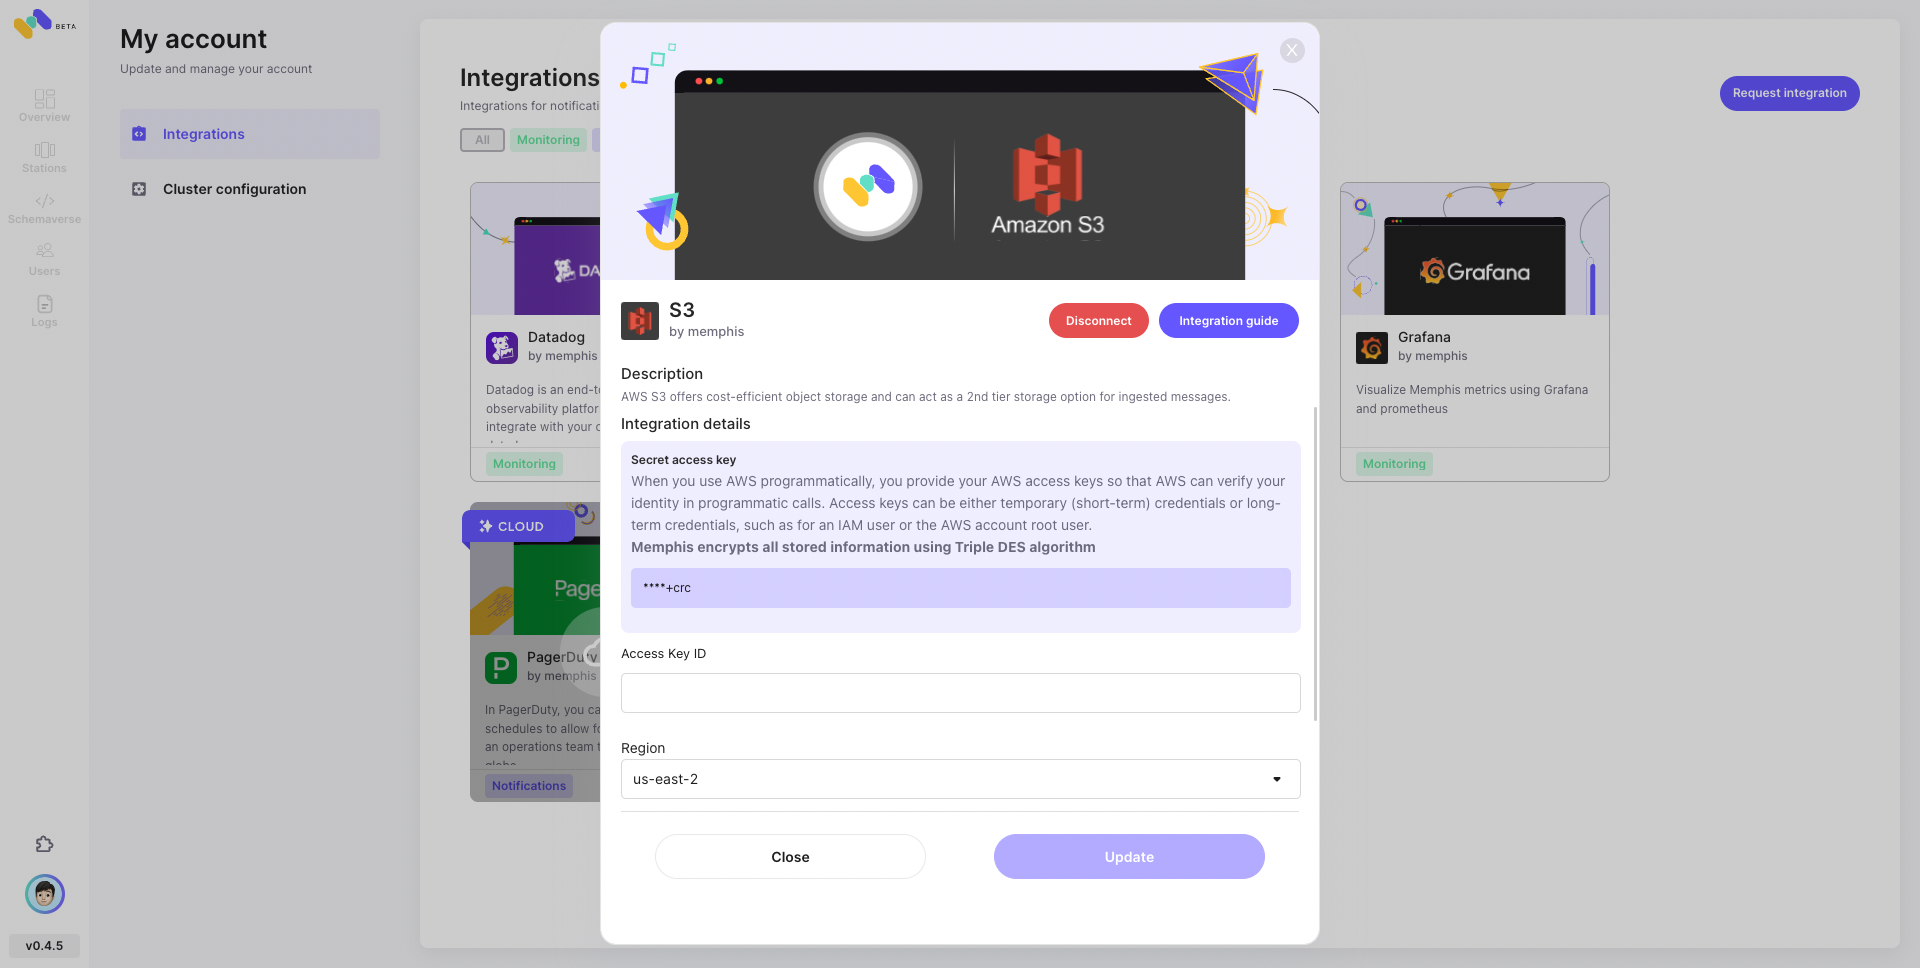 BETA
My account
Update and manage your account
Integrations
Cluster configuration
Overview
Stations
Schemaverse
Users
Logs
v0.4.5
Integrations
Integrations for notificati
All
Monitoring
Request integration
DA
Datadog
by memphis
Datadog is an end-to
observability platfor
integrate with your c
Monitoring
CLOUD
Page
PagerDuty
by memphis
In PagerDuty, you ca
schedules to allow fo
an operations team t
Notifications
Grafana
Grafana
by memphis
Visualize Memphis metrics using Grafana
and prometheus
Monitoring
X
Amazon S3
S3
by memphis
Disconnect
Integration guide
Description
AWS S3 offers cost-efficient object storage and can act as a 2nd tier storage option for ingested messages.
Integration details
Secret access key
When you use AWS programmatically, you provide your AWS access keys so that AWS can verify your
identity in programmatic calls. Access keys can be either temporary (short-term) credentials or long-
term credentials, such as for an IAM user or the AWS account root user.
Memphis encrypts all stored information using Triple DES algorithm
****+crc
Access Key ID
Region
us-east-2
Close
Update